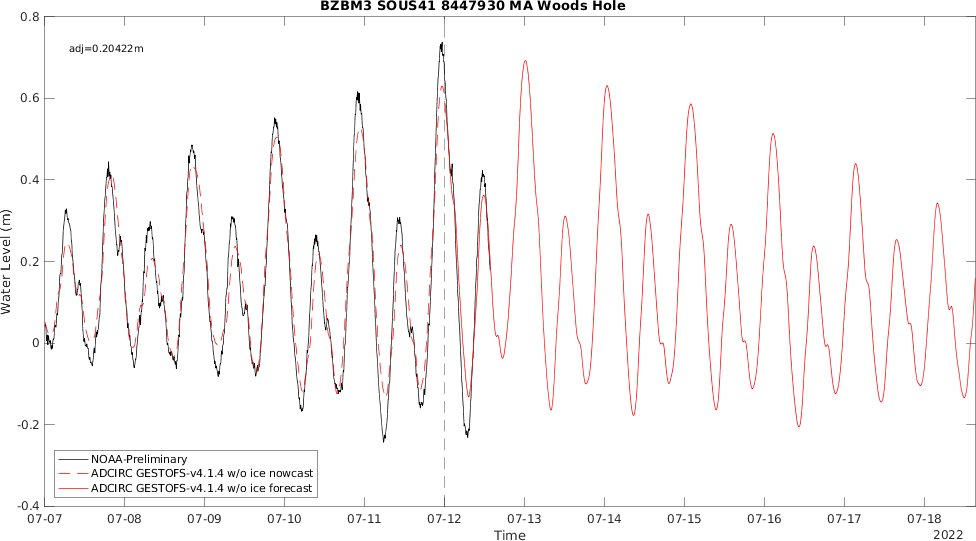 BZBM3 SOUS41 8447930 MA Woods Hole
adj=0.20422m
Water Level (m)
0.8
0.6
0.4
0.2
0
-0.2
-0.4
NOAA-Preliminary
ADCIRC GESTOFS-v4.1.4 w/o ice nowcast
ADCIRC GESTOFS-v4.1.4 w/o ice forecast
07-07 07-08 07-09 07-10 07-11 07-12 07-13 07-14 07-15 07-16 07-17 07-18
Time
2022